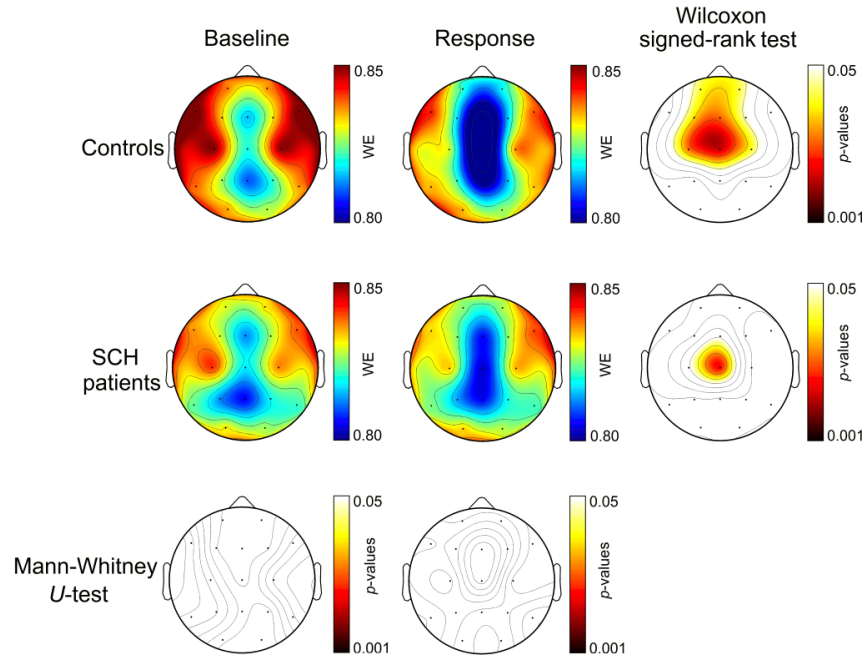 Baseline
Response
Wilcoxon
signed-rank test
Controls
0.85
WE
0.80
0.85
WE
0.80
0.05
p-values
0.001
SCH
patients
0.85
WE
0.80
0.85
WE
0.80
0.05
p-values
0.001
Mann-Whitney
U-test
0.05
p-values
0.001
0.05
p-values
0.001